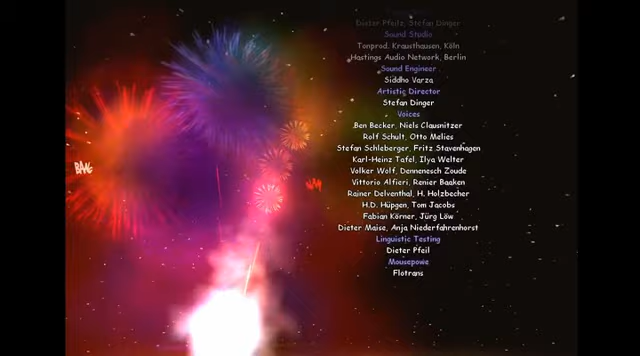 Dieter Pfeilz, Stefan Dinger
Sound Studio
Tonprod. Krausthausen, Köln
Hastings Audio Network, Berlin
Sound Engineer
Siddho Varza
Artistic Director
Stefan Dinger
Voices
Ben Becker, Niels Clausnitzer
Rolf Schult, Otto Melies
Stefan Schleberger, Fritz Stavenhagen
Karl-Heinz Tafel, Ilya Welter
Volker Wolf, Dennenesch Zoude
Vittorio Alfieri, Renier Baaken
Rainer Delventhal, H. Holzbecher
H.D. Hüpgen, Tom Jacobs
Fabian Körner, Jürg Löw
Dieter Maise, Anja Niederfahrenhorst
Linguistic Testing
Dieter Pfeil
Mousepowe
Flotrans
BANG